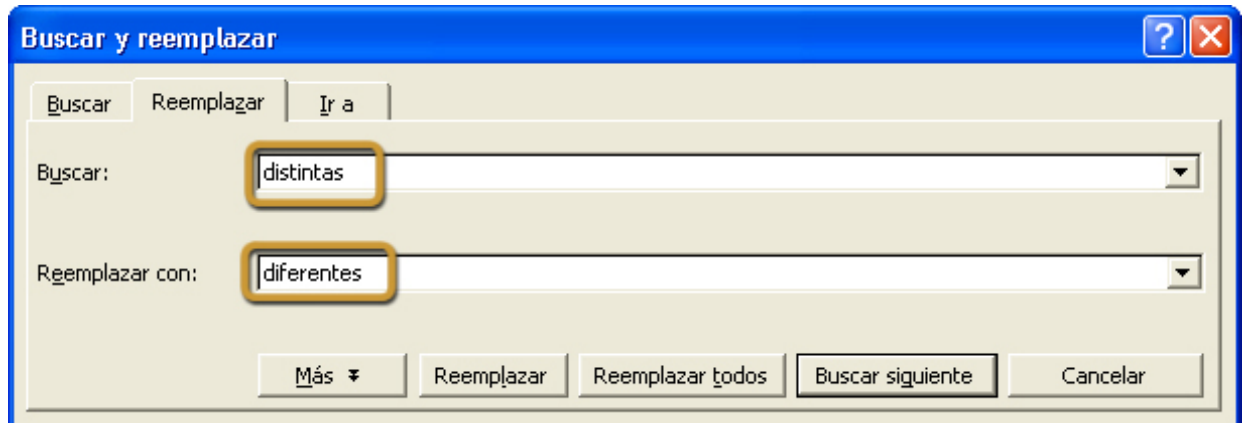 Buscar y reemplazar
Buscar Reemplazar Ir a
Buscar: distintas
Reemplazar con: diferentes
Más Reemplazar Reemplazar todos Buscar siguiente Cancelar